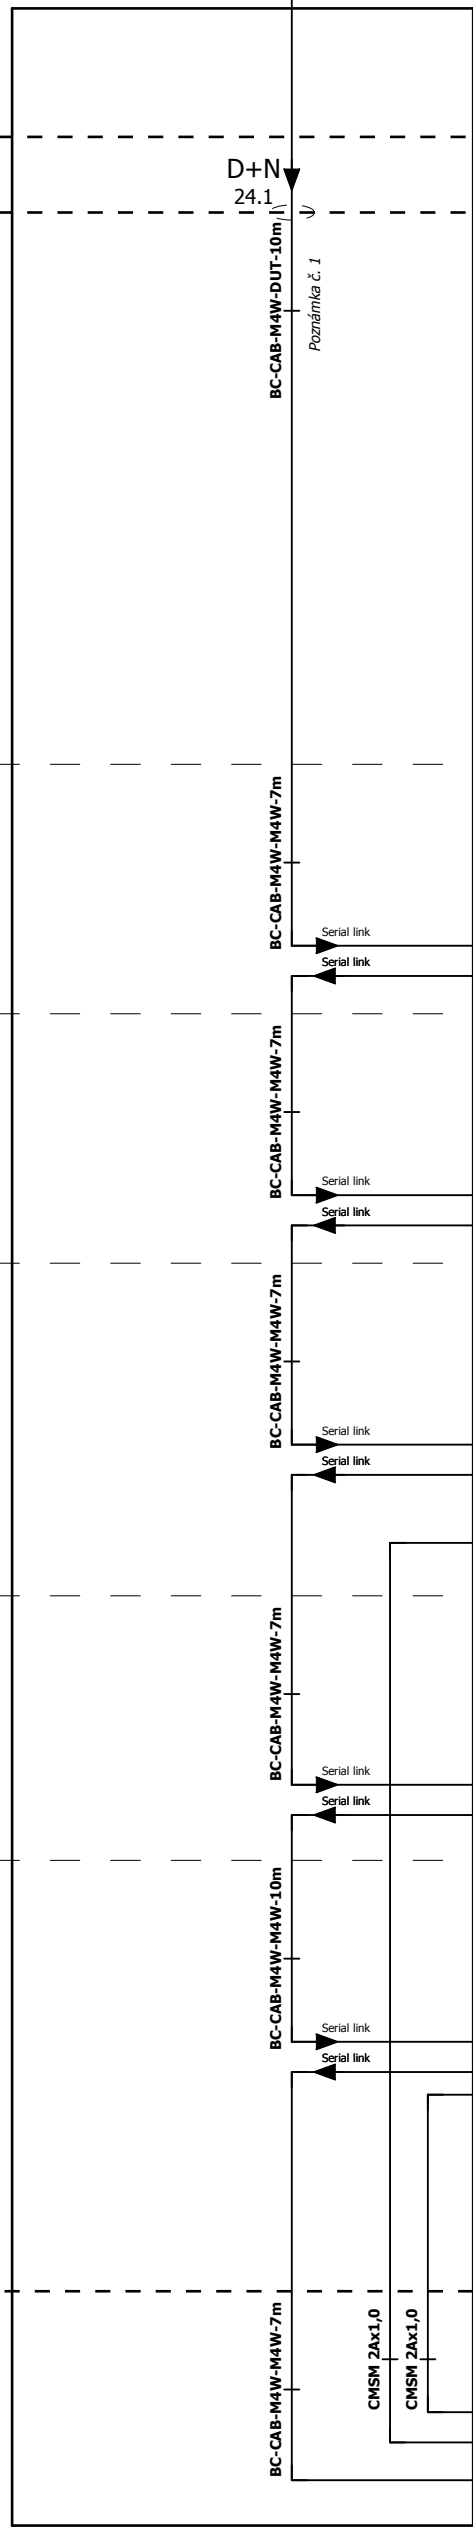 D+N
24.1
BC-CAB-M4W-DUT-10m
Poznámka č. 1
BC-CAB-M4W-M4W-7m
Serial link
Serial link
BC-CAB-M4W-M4W-7m
Serial link
Serial link
BC-CAB-M4W-M4W-7m
Serial link
Serial link
BC-CAB-M4W-M4W-7m
Serial link
Serial link
BC-CAB-M4W-M4W-10m
Serial link
Serial link
BC-CAB-M4W-M4W-7m
CMSM 2Ax1,0
CMSM 2Ax1,0